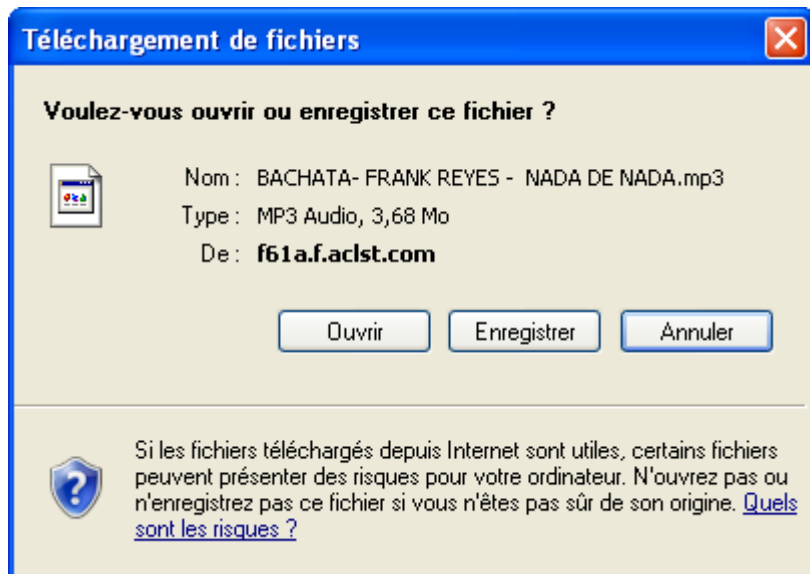 Téléchargement de fichiers
Voulez-vous ouvrir ou enregistrer ce fichier ?
Nom : BACHATA- FRANK REYES - NADA DE NADA.mp3
Type : MP3 Audio, 3,68 Mo
De : f61a.f.aclst.com
Ouvrir Enregistrer Annuler
Si les fichiers téléchargés depuis Internet sont utiles, certains fichiers
peuvent présenter des risques pour votre ordinateur. N'ouvrez pas ou
n'enregistrez pas ce fichier si vous n'êtes pas sûr de son origine. Quels
sont les risques ?